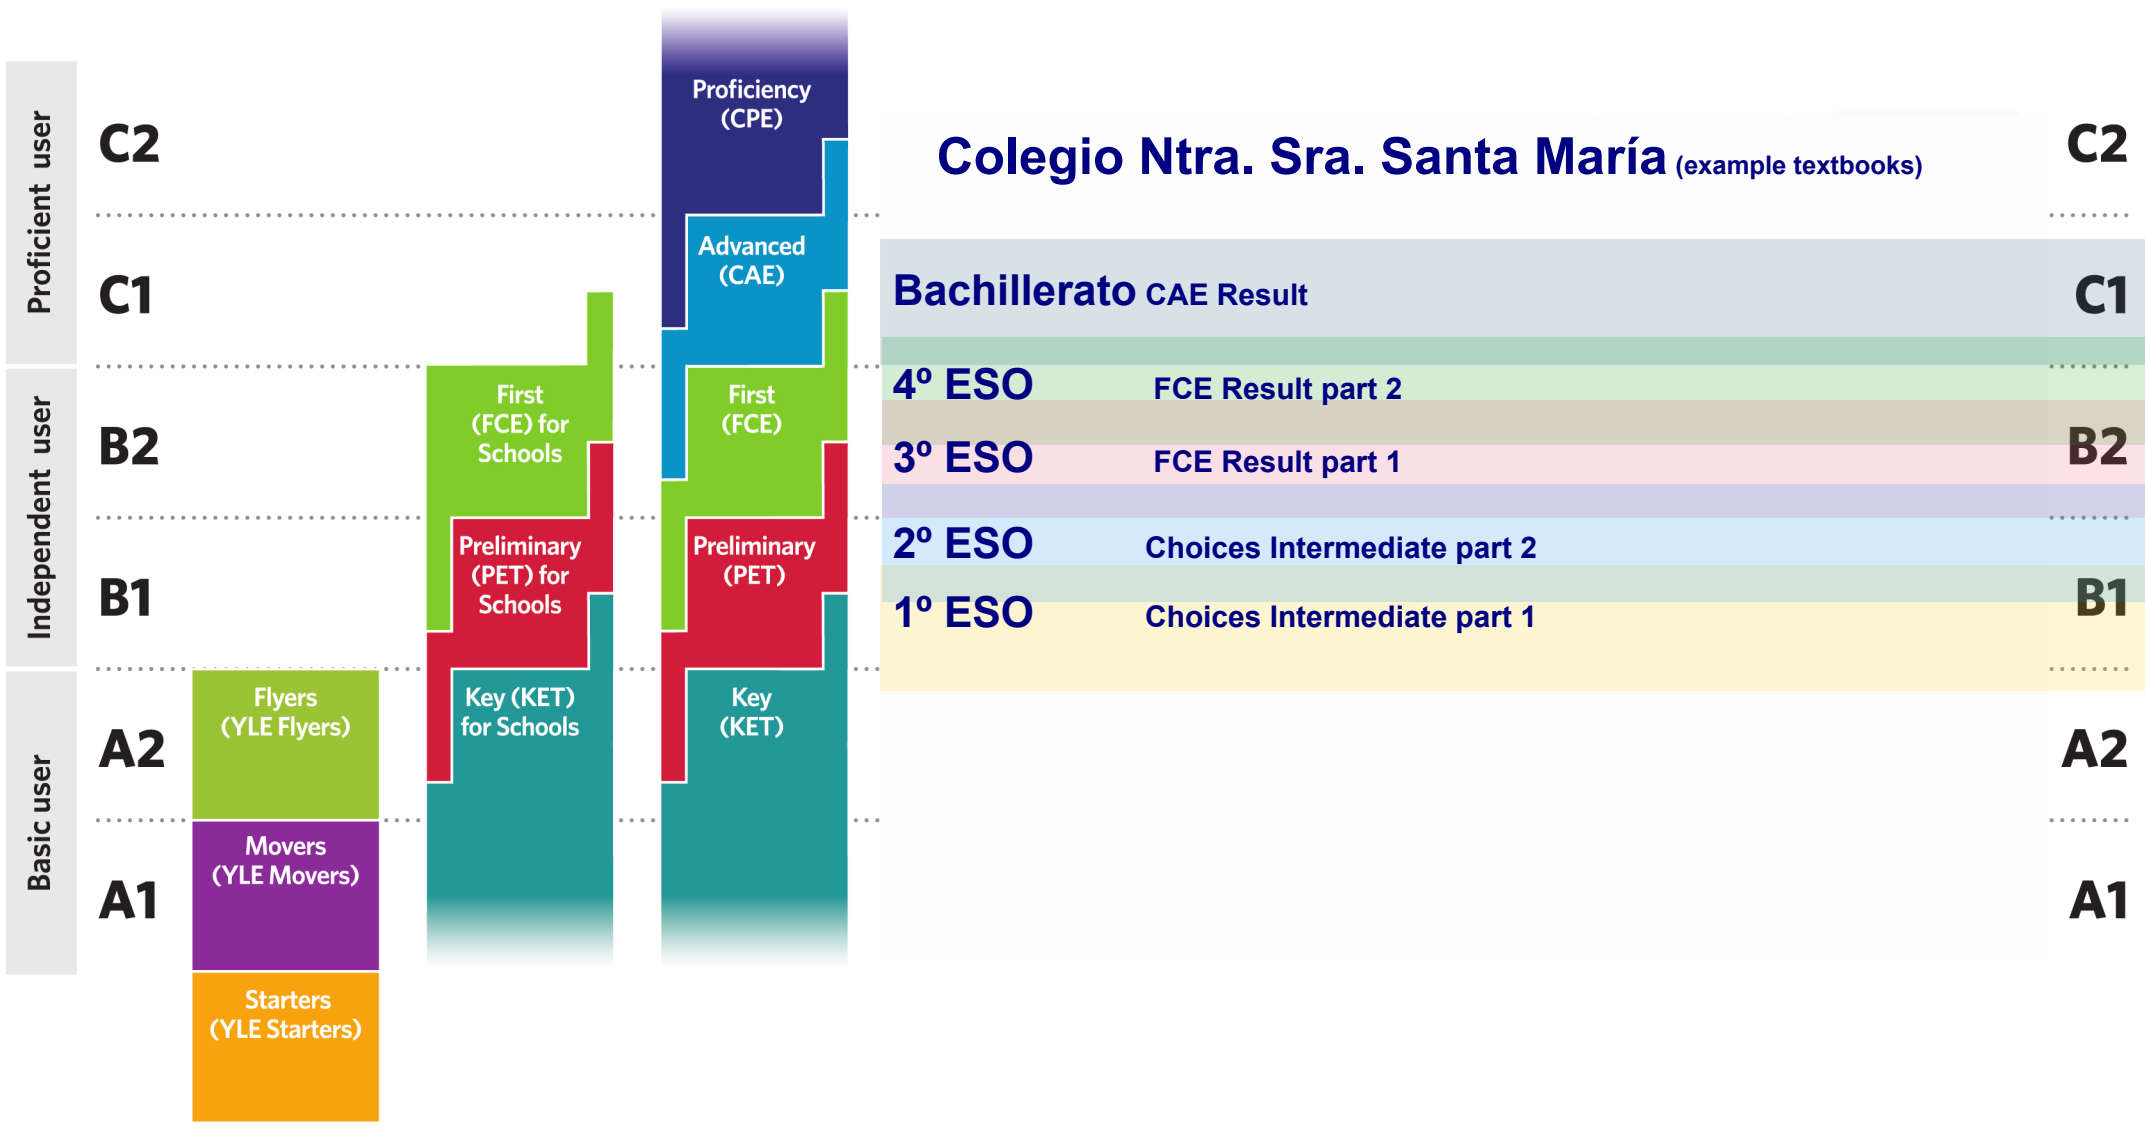 Proficient user
Independent user
Basic user
C2
C1
B2
B1
A2
A1
Flyers
(YLE Flyers)
Movers
(YLE Movers)
Starters
(YLE Starters)
First
(FCE) for
Schools
Preliminary
(PET) for
Schools
Key (KET)
for Schools
Proficiency
(CPE)
Advanced
(CAE)
First
(FCE)
Preliminary
(PET)
Key
(KET)
Colegio Ntra. Sra. Santa María (example textbooks)
Bachillerato CAE Result
4º ESO FCE Result part 2
3º ESO FCE Result part 1
2º ESO Choices Intermediate part 2
1º ESO Choices Intermediate part 1
C2
C1
B2
B1
A2
A1